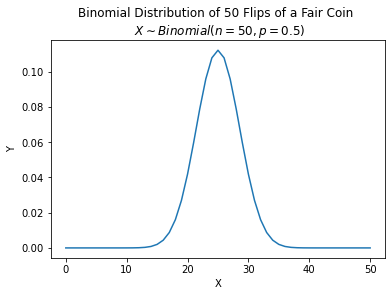 Binomial Distribution of 50 Flips of a Fair Coin
X ∼ Binomial(n = 50, p = 0.5)
0.10
0.08
0.06
0.04
0.02
0.00
Y
0 10 20 30 40 50
X